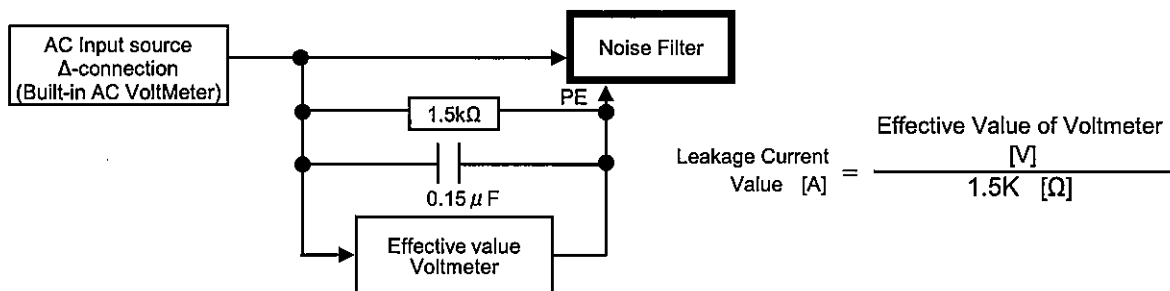 AC Input source
Δ-connection
(Built-in AC VoltMeter)
Noise Filter
PE
1.5kΩ
0.15μF
Effective value
Voltmeter
Leakage Current
Value [A]
=
Effective Value of Voltmeter
[V]
1.5K [Ω]